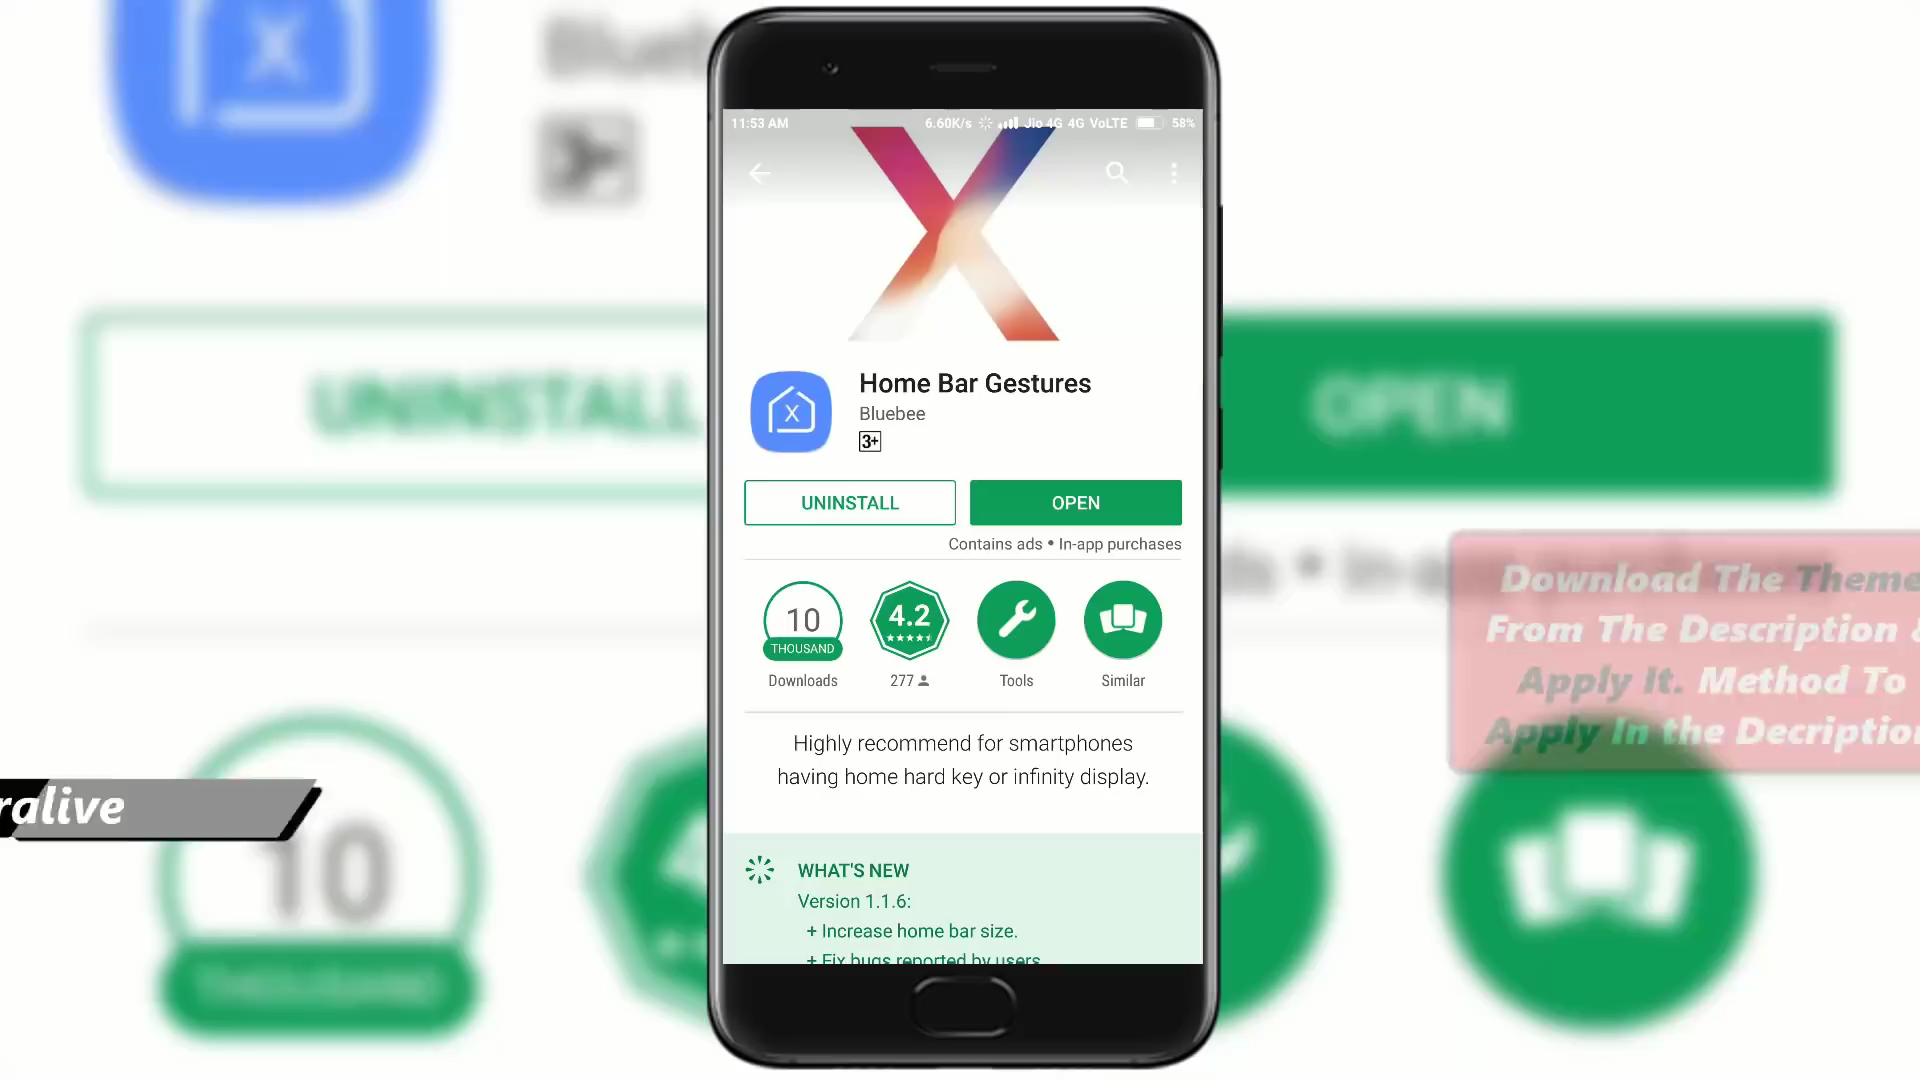 11:53 AM 6.60K/s Jio 4G 4G VoLTE 58%
X
Home Bar Gestures
Bluebee
3+
UNINSTALL OPEN
Contains ads • In-app purchases
10 THOUSAND
4.2
Downloads 277 Tools Similar
Highly recommend for smartphones
having home hard key or infinity display.
WHAT'S NEW
Version 1.1.6:
+ Increase home bar size.
+ Fix bugs reported by users
UNINSTALL
OPEN
Download The Theme
From The Description &
Apply It. Method To
Apply In the Decription
ralive
10
THOUSAND